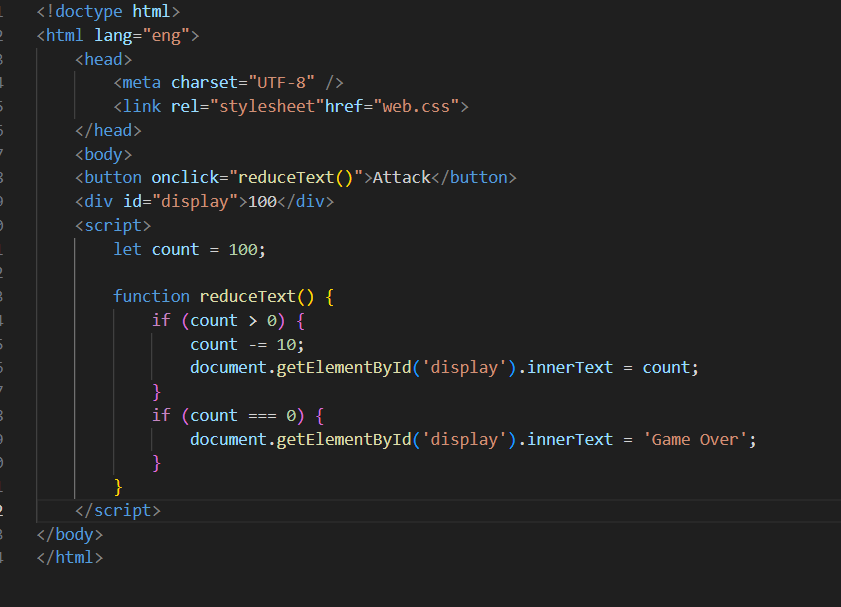 <!doctype html>
<html lang="eng">
    <head>
        <meta charset="UTF-8" />
        <link rel="stylesheet"href="web.css">
    </head>
    <body>
    <button onclick="reduceText()">Attack</button>
    <div id="display">100</div>
    <script>
        let count = 100;

        function reduceText() {
            if (count > 0) {
                count -= 10;
                document.getElementById('display').innerText = count;
            }
            if (count === 0) {
                document.getElementById('display').innerText = 'Game Over';
            }
        }
    </script>
</body>
</html>